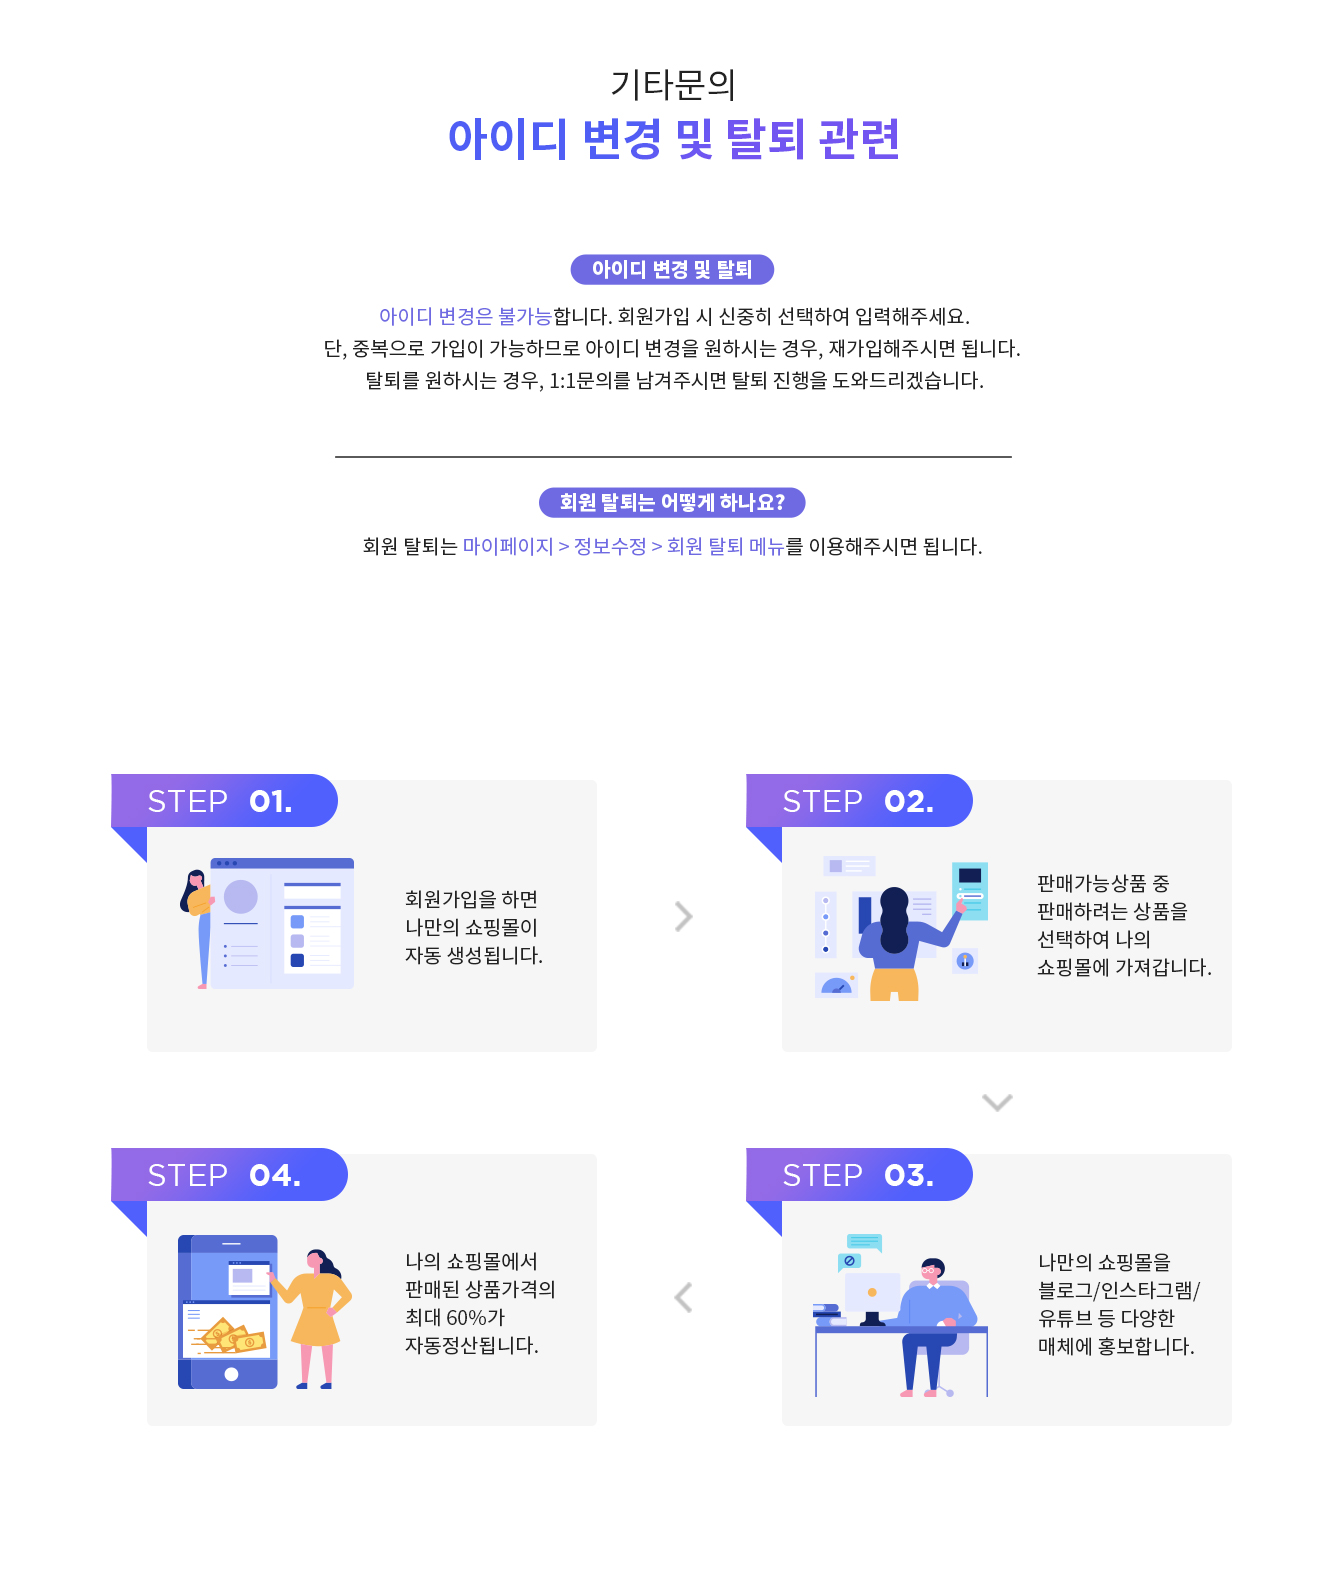 기타문의
아이디 변경 및 탈퇴 관련
아이디 변경 및 탈퇴
아이디 변경은 불가능합니다. 회원가입 시 신중히 선택하여 입력해주세요.
단, 중복으로 가입이 가능하므로 아이디 변경을 원하시는 경우, 재가입해주시면 됩니다.
탈퇴를 원하시는 경우, 1:1문의를 남겨주시면 탈퇴 진행을 도와드리겠습니다.
회원 탈퇴는 어떻게 하나요?
회원 탈퇴는 마이페이지 > 정보수정 > 회원 탈퇴 메뉴를 이용해주시면 됩니다.
STEP 01.
회원가입을 하면
나만의 쇼핑몰이
자동 생성됩니다.
STEP 02.
판매가능상품 중
판매하려는 상품을
선택하여 나의
쇼핑몰에 가져갑니다.
STEP 03.
나만의 쇼핑몰을
블로그/인스타그램/
유튜브 등 다양한
매체에 홍보합니다.
STEP 04.
나의 쇼핑몰에서
판매된 상품가격의
최대 60%가
자동정산됩니다.